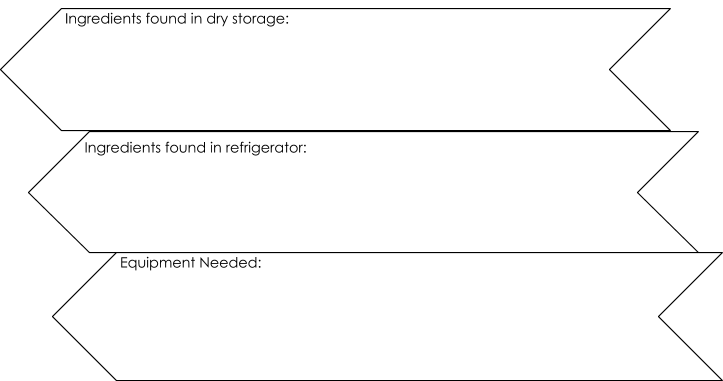 Ingredients found in dry storage:
Ingredients found in refrigerator:
Equipment Needed: